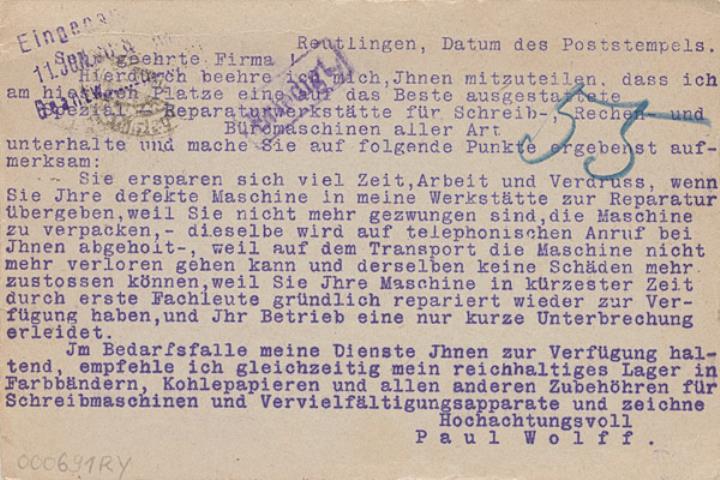 Reutlingen, Datum des Poststempels.
Eingegan
11. JUN.
Beantw.
Sehr geehrte Firma !
Hierdurch beehre ich mich,Jhnen mitzuteilen, dass ich
am hiesigen Platze eine auf das Beste ausgestattete
Spezial - Reparaturwerkstätte für Schreib-, Rechen- und
Büromaschinen aller Art
unterhalte und mache Sie auf folgende Punkte ergebenst auf-
merksam:
Erledigt
55
Sie ersparen sich viel Zeit,Arbeit und Verdruss, wenn
Sie Jhre defekte Maschine in meine Werkstätte zur Reparatur
übergeben,weil Sie nicht mehr gezwungen sind,die Maschine
zu verpacken,- dieselbe wird auf telephonischen Anruf bei
Jhnen abgeholt-, weil auf dem Transport die Maschine nicht
mehr verloren gehen kann und derselben keine Schäden mehr
zustossen können,weil Sie Jhre Maschine in kürzester Zeit
durch erste Fachleute gründlich repariert wieder zur Ver-
fügung haben,und Jhr Betrieb eine nur kurze Unterbrechung
erleidet.
Jm Bedarfsfalle meine Dienste Jhnen zur Verfügung hal-
tend, empfehle ich gleichzeitig mein reichhaltiges Lager in
Farbbändern, Kohlepapieren und allen anderen Zubehöhren für
Schreibmaschinen und Vervielfältigungsapparate und zeichne
Hochachtungsvoll
Paul Wolff.
000691RY